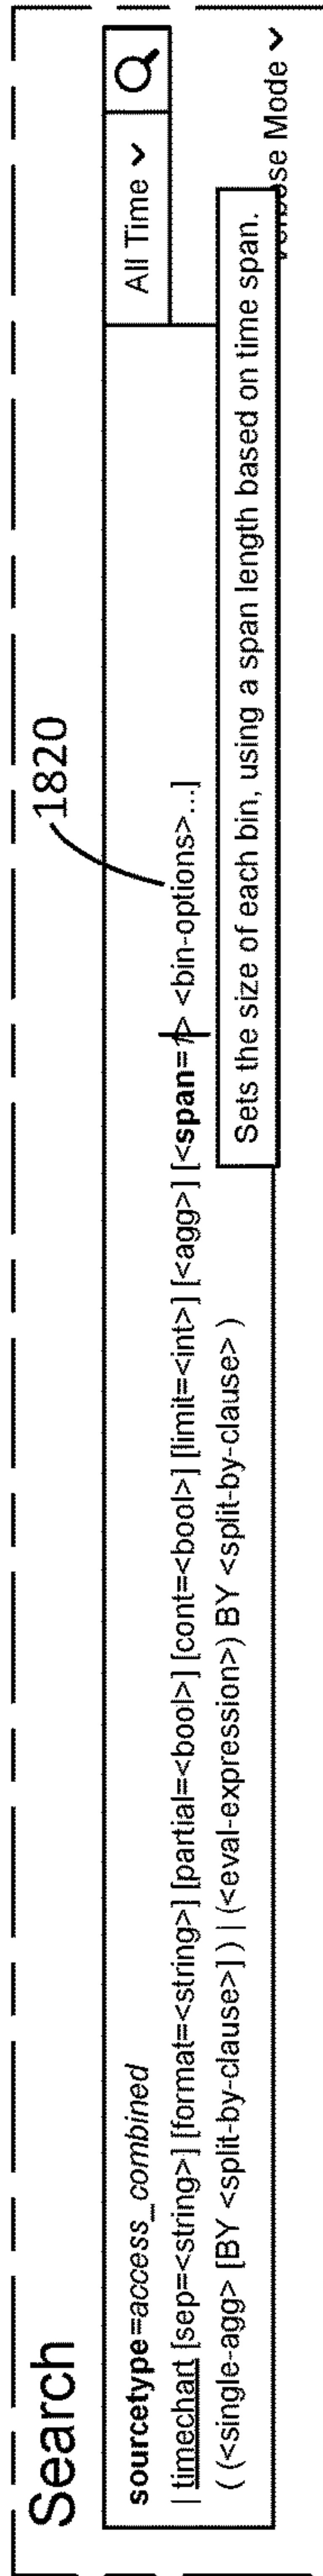 Search
1820
sourcetype=access_combined
All Time
| timechart [sep=<string>] [format=<string>] [partial=<bool>] [cont=<bool>] [limit=<int>] [<agg>] [<span= > <bin-options>...]
( (<single-agg> [BY <split-by-clause>] ) | (<eval-expression>) BY <split-by-clause> )
Sets the size of each bin, using a span length based on time span.
Mode